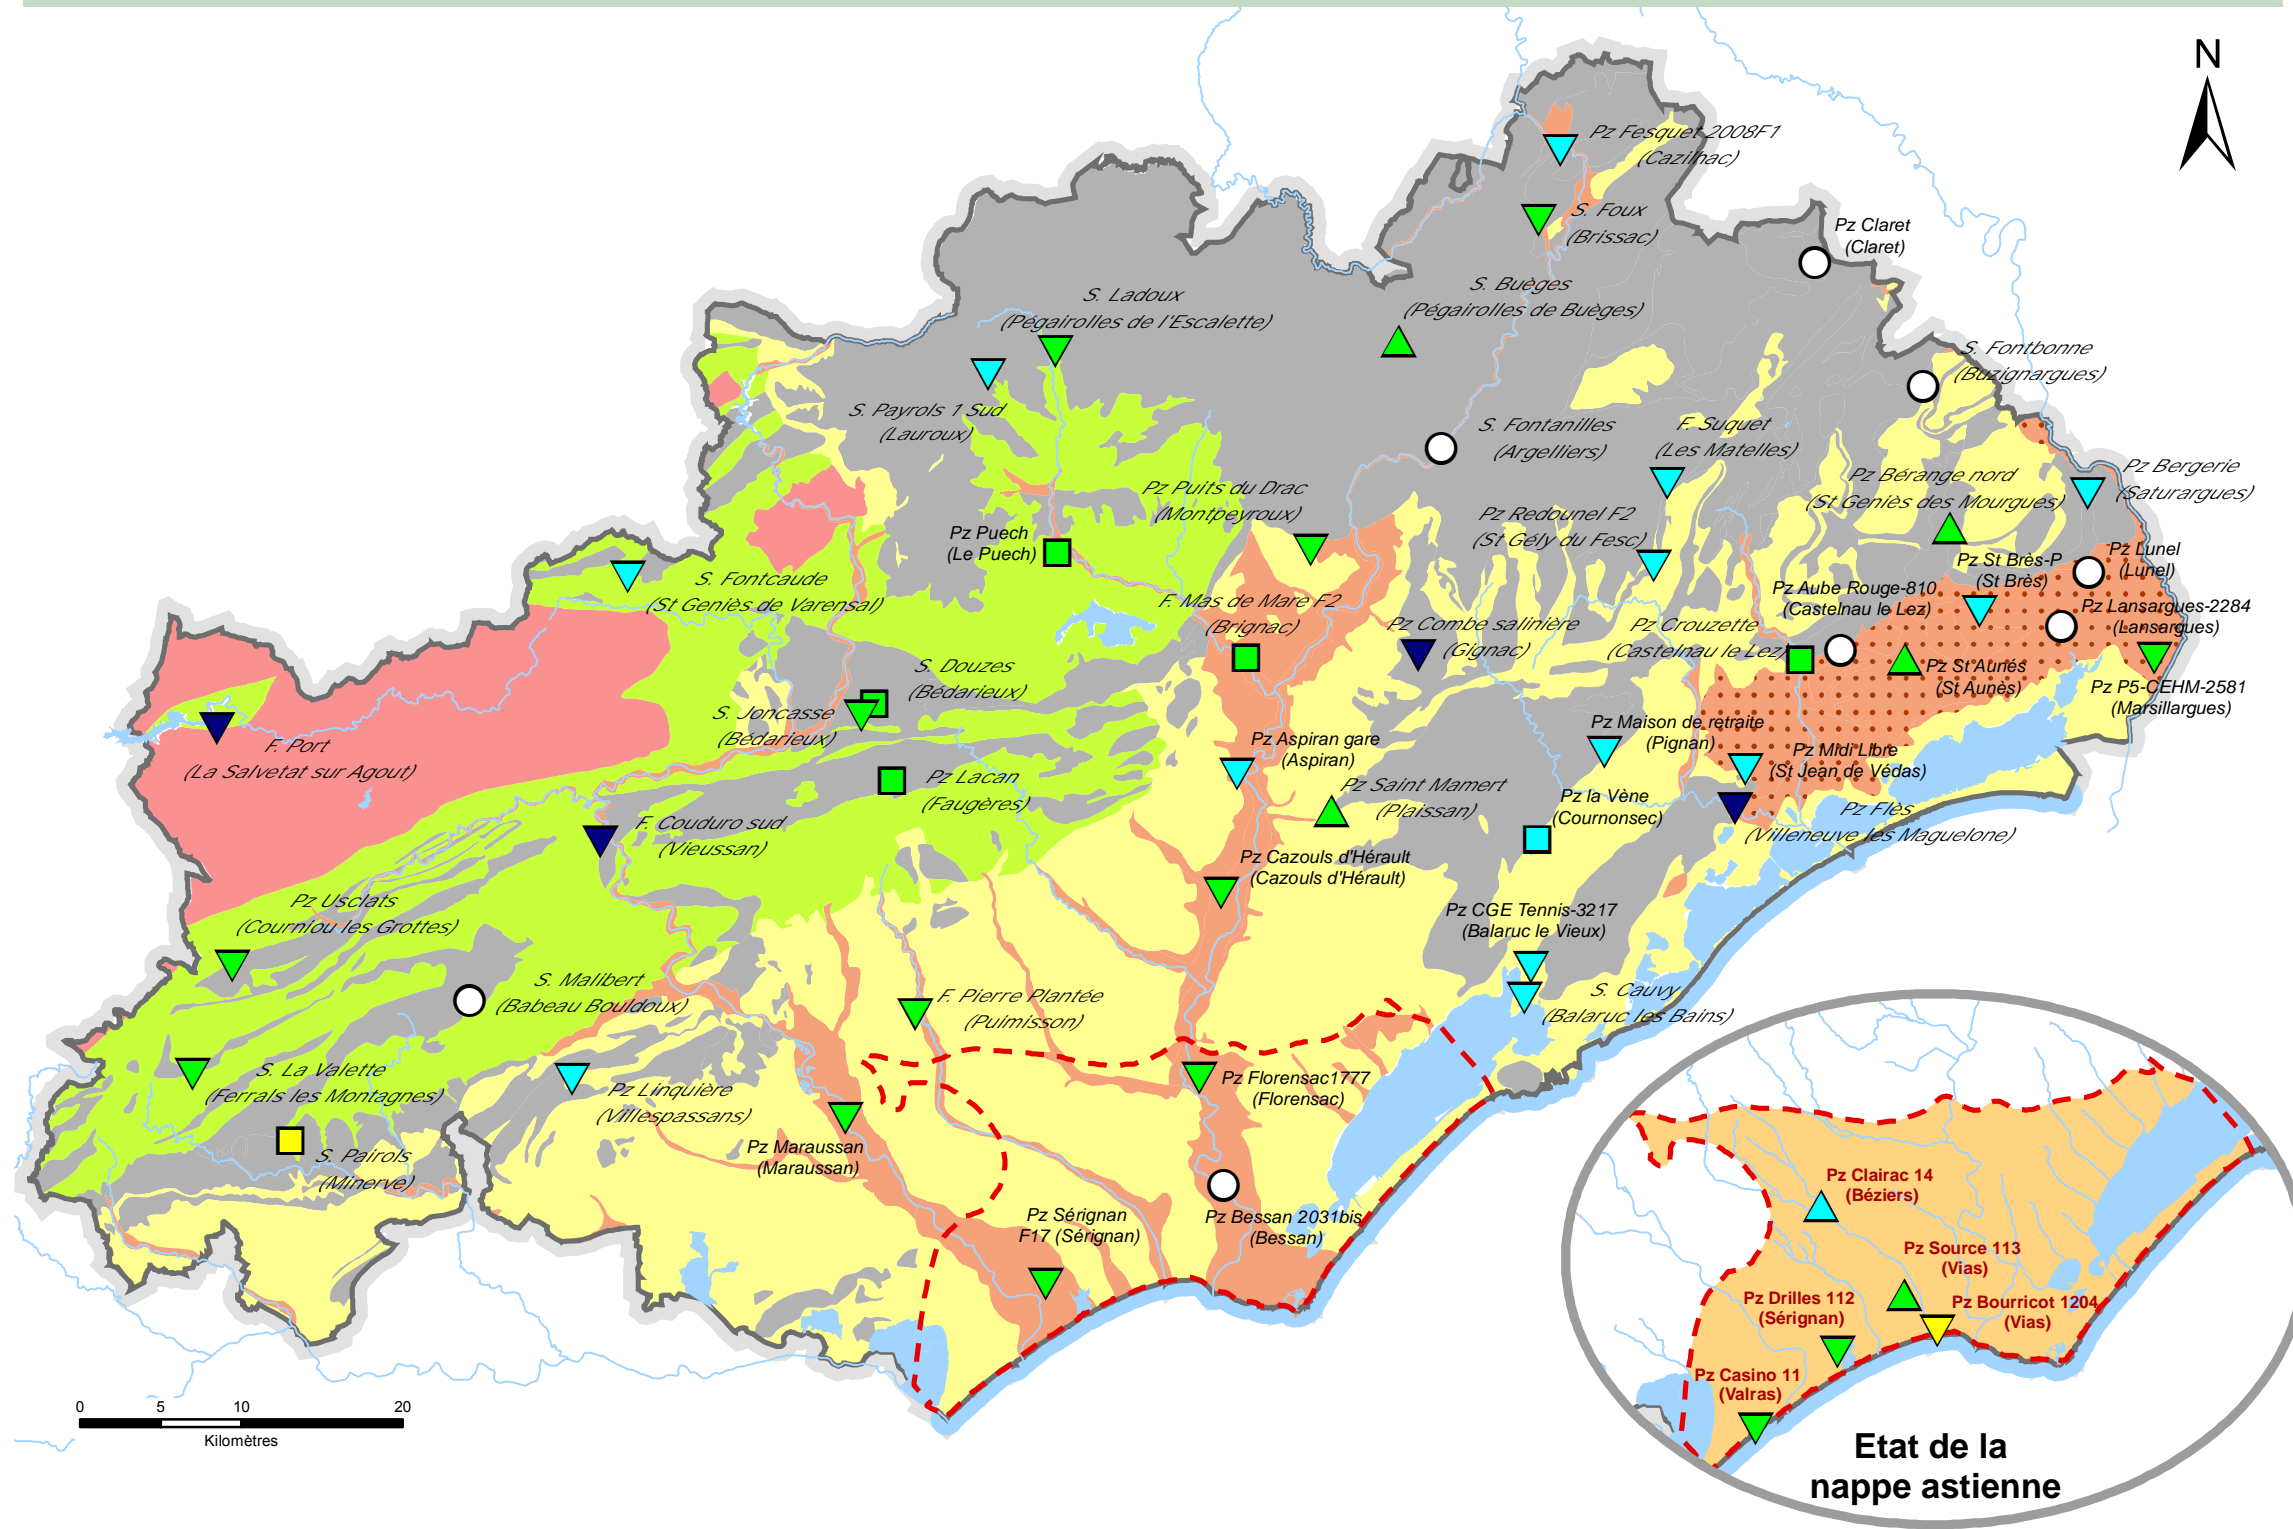 N
Pz Fesquet 2008F1
(Cazilhac)
S. Foux
(Brissac)
Pz Claret
(Claret)
S. Buèges
(Pégairolles de Buèges)
S. Ladoux
(Pégairolles de l'Escalette)
S. Fontbonne
(Buzignargues)
S. Payrols 1 Sud
(Lauroux)
S. Fontanilles
(Argelliers)
F. Suquet
(Les Matelles)
Pz Bérange nord
(St Geniès des Mourgues)
Pz Bergerie
(Saturargues)
Pz Puits du Drac
(Montpeyroux)
Pz Redounel F2
(St Gély du Fesc)
Pz Puech
(Le Puech)
Pz St Brès-P
(St Brès)
Pz Lunel
(Lunel)
S. Fontcaude
(St Geniès de Varensal)
Pz Aube Rouge-810
(Castelnau le Lez)
F. Mas de Mare F2
(Brignac)
Pz Lansargues-2284
(Lansargues)
Pz Combe salinière
(Gignac)
Pz Crouzette
(Castelnau le Lez)
S. Douzes
(Bédarieux)
Pz St Aunés
(St Aunès)
Pz P5-CEHM-2581
(Marsillargues)
S. Joncasse
(Bédarieux)
Pz Maison de retraite
(Pignan)
F. Port
(La Salvetat sur Agout)
Pz Aspiran gare
(Aspiran)
Pz Midi Libre
(St Jean de Védas)
Pz Lacan
(Faugères)
Pz Saint Mamert
(Plaissan)
Pz la Vène
(Cournonsec)
Pz Flès
(Villeneuve les Maguelone)
F. Couduro sud
(Vieussan)
Pz Cazouls d'Hérault
(Cazouls d'Hérault)
Pz Usclats
(Courniou les Grottes)
Pz CGE Tennis-3217
(Balaruc le Vieux)
S. Malibert
(Babeau Bouldoux)
F. Pierre Plantée
(Puimisson)
S. Cauvy
(Balaruc les Bains)
S. La Valette
(Ferrals les Montagnes)
Pz Linquière
(Villespassans)
Pz Florensac1777
(Florensac)
S. Pairols
(Minerve)
Pz Maraussan
(Maraussan)
Pz Sérignan
F17 (Sérignan)
Pz Bessan 2031bis
(Bessan)
Pz Clairac 14
(Béziers)
Pz Source 113
(Vias)
Pz Drilles 112
(Sérignan)
Pz Bourricot 1204
(Vias)
Pz Casino 11
(Valras)
0 5 10 20
Kilomètres
Etat de la
nappe astienne